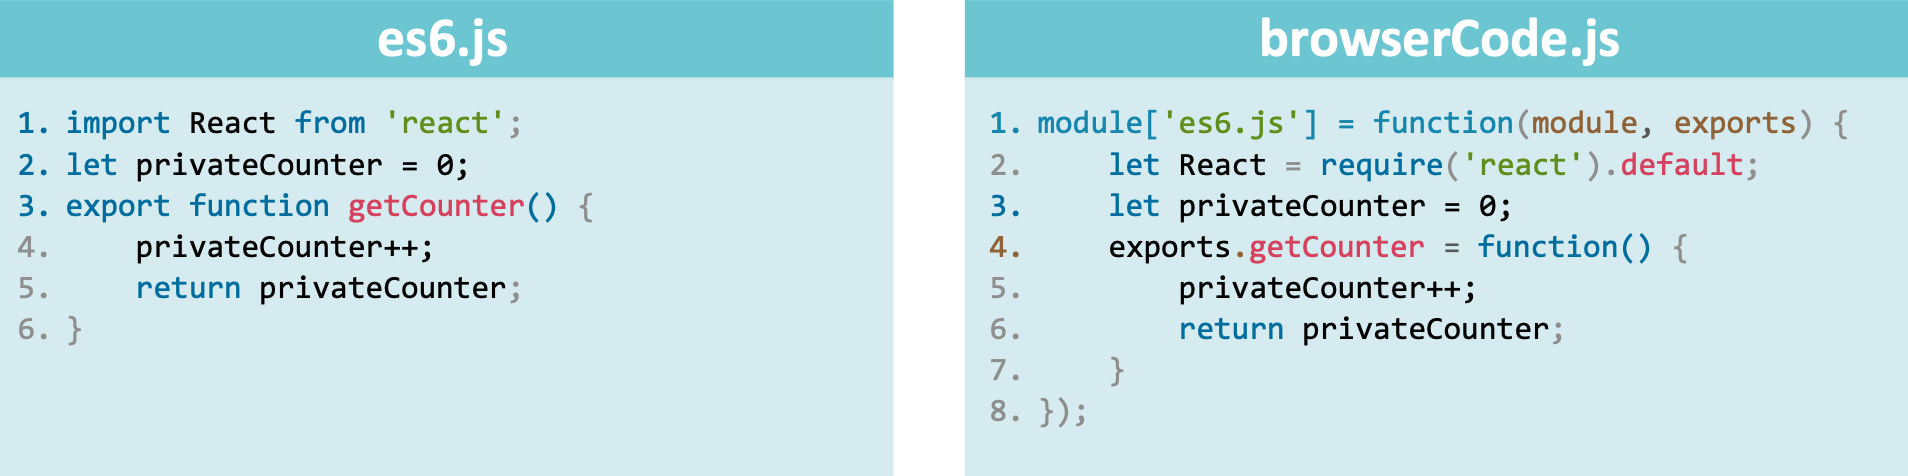 es6.js
1. import React from 'react';
2. let privateCounter = 0;
3. export function getCounter() {
4.     privateCounter++;
5.     return privateCounter;
6. }
browserCode.js
1. module['es6.js'] = function(module, exports) {
2.     let React = require('react').default;
3.     let privateCounter = 0;
4.     exports.getCounter = function() {
5.         privateCounter++;
6.         return privateCounter;
7.     }
8. });